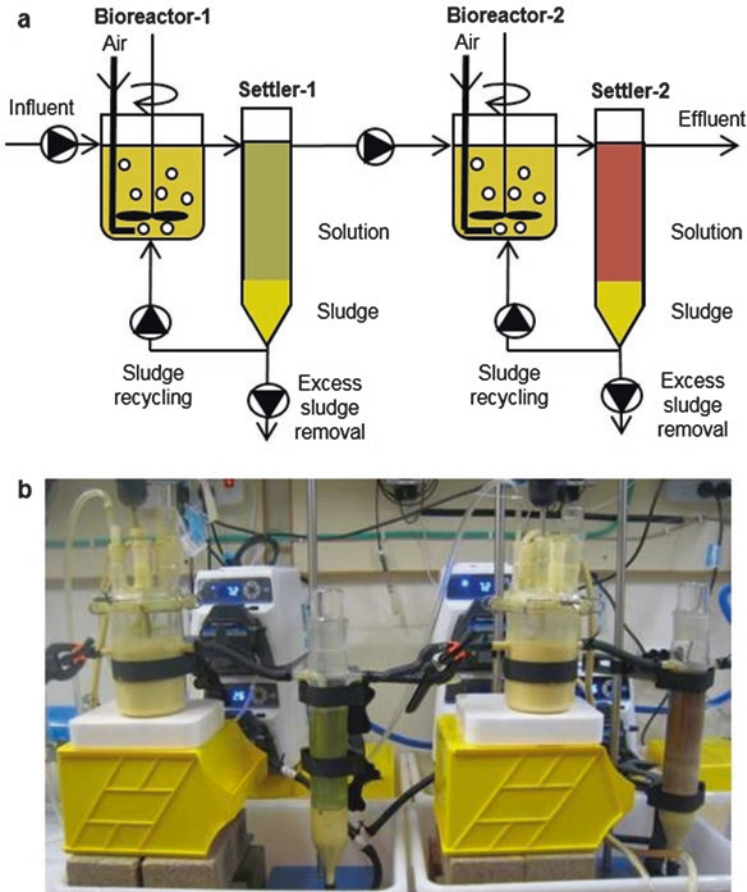 a
Bioreactor-1
Bioreactor-2
Air
Air
Settler-1
Settler-2
Influent
Effluent
Solution
Solution
Sludge
Sludge
Sludge
recycling
Excess
sludge
removal
Sludge
recycling
Excess
sludge
removal
b